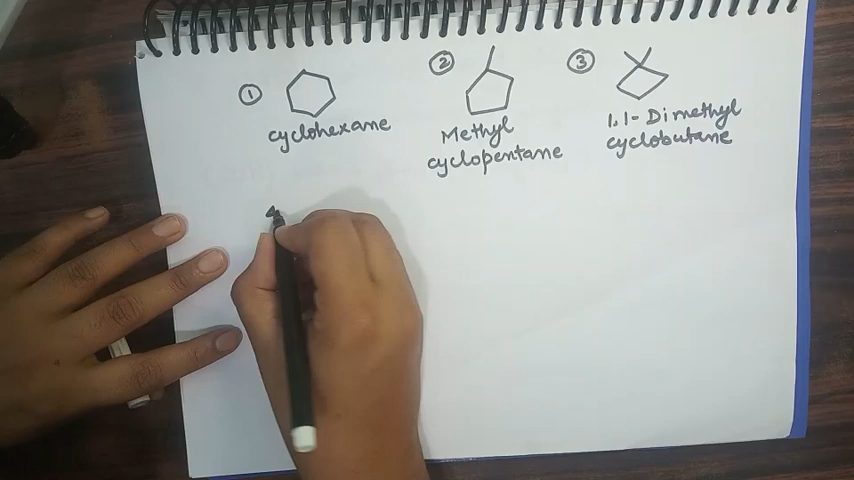 ①
cyclohexane
②
Methyl
cyclopentane
③
1,1-Dimethyl
cyclobutane